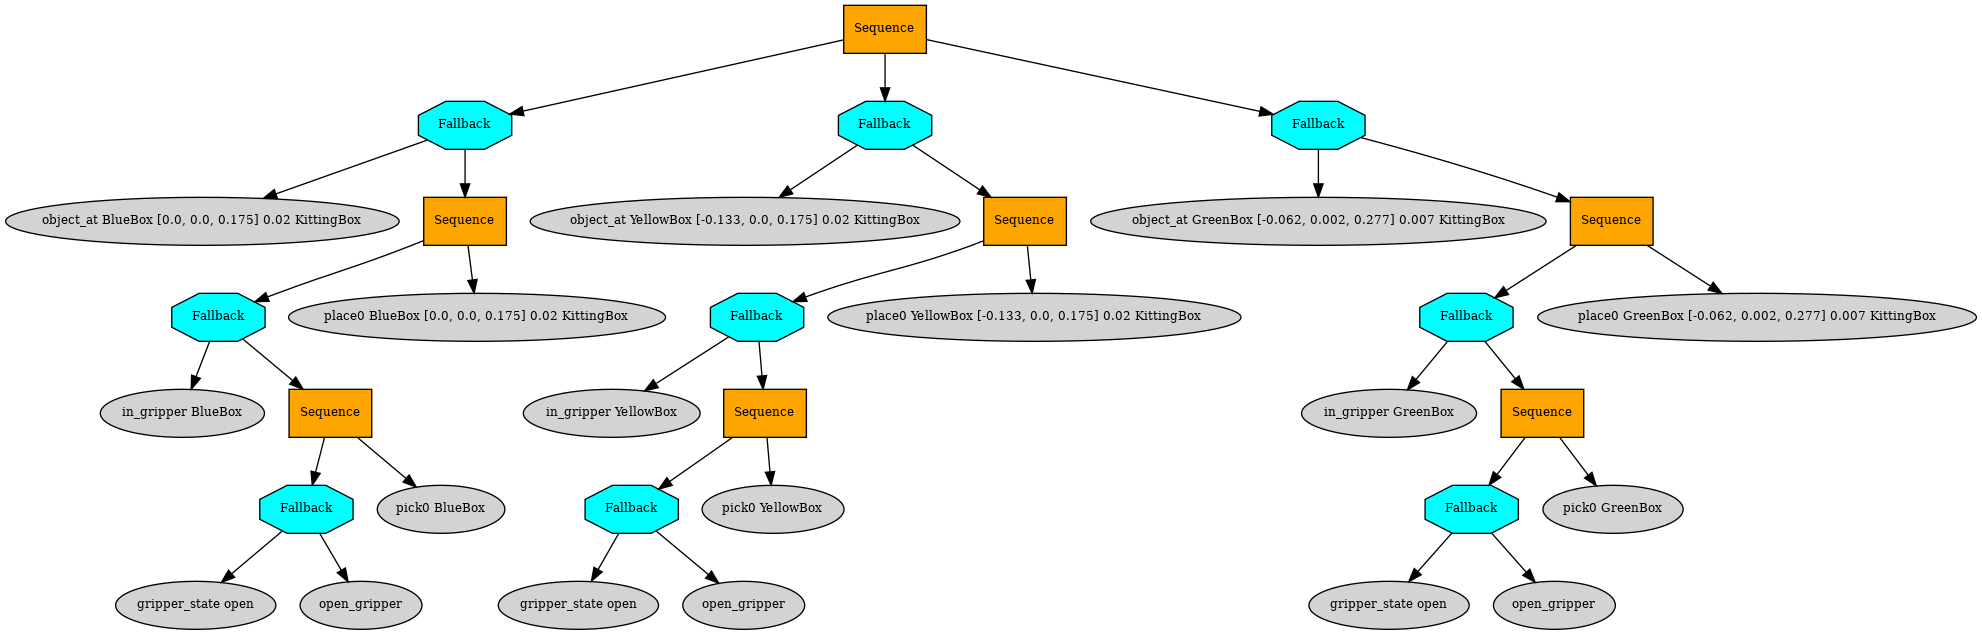 Sequence
Fallback
Fallback
Fallback
object_at BlueBox [0.0, 0.0, 0.175] 0.02 KittingBox
Sequence
object_at YellowBox [-0.133, 0.0, 0.175] 0.02 KittingBox
Sequence
object_at GreenBox [-0.062, 0.002, 0.277] 0.007 KittingBox
Sequence
Fallback
place0 BlueBox [0.0, 0.0, 0.175] 0.02 KittingBox
Fallback
place0 YellowBox [-0.133, 0.0, 0.175] 0.02 KittingBox
Fallback
place0 GreenBox [-0.062, 0.002, 0.277] 0.007 KittingBox
in_gripper BlueBox
Sequence
in_gripper YellowBox
Sequence
in_gripper GreenBox
Sequence
Fallback
pick0 BlueBox
Fallback
pick0 YellowBox
Fallback
pick0 GreenBox
gripper_state open
open_gripper
gripper_state open
open_gripper
gripper_state open
open_gripper